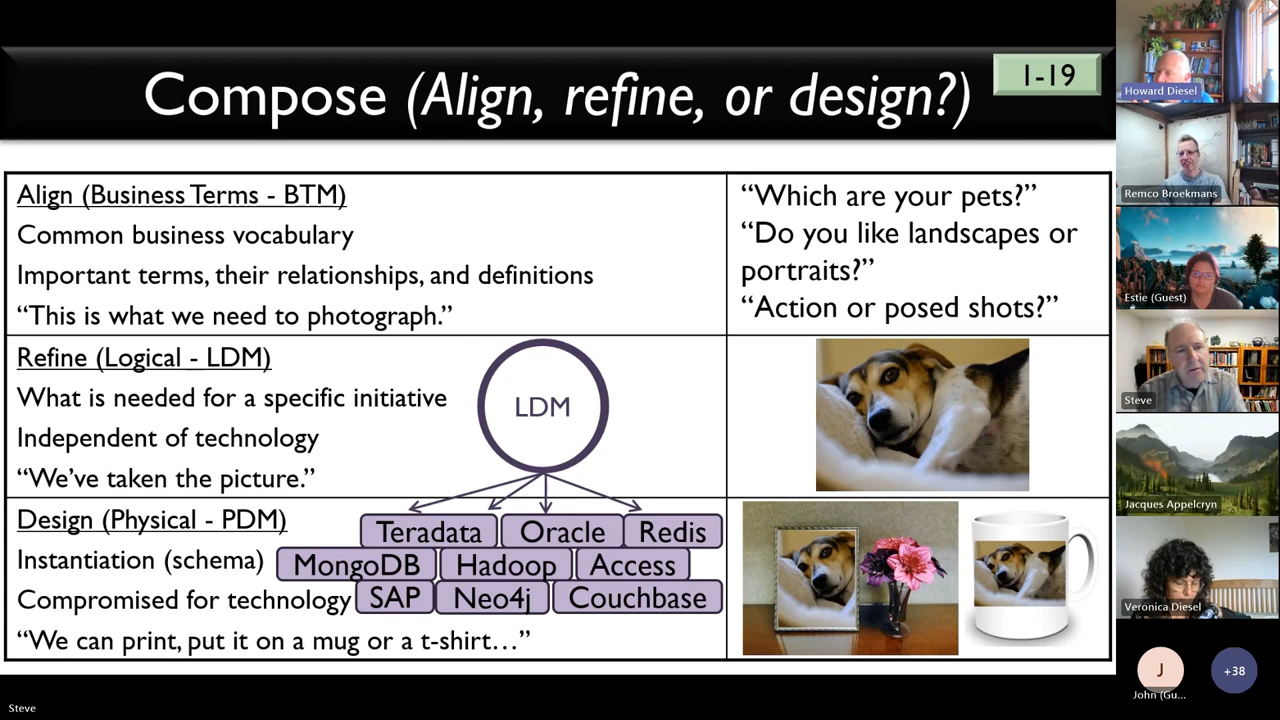 Compose (Align, refine, or design?)
1-19
Align (Business Terms - BTM)
Common business vocabulary
Important terms, their relationships, and definitions
“This is what we need to photograph.”
“Which are your pets?”
“Do you like landscapes or
portraits?”
“Action or posed shots?”
Refine (Logical - LDM)
What is needed for a specific initiative
Independent of technology
“We’ve taken the picture.”
LDM
Design (Physical - PDM)
Instantiation (schema)
Compromised for technology
“We can print, put it on a mug or a t-shirt…”
Teradata
Oracle
Redis
MongoDB
Hadoop
Access
SAP
Neo4j
Couchbase
Howard Diesel
Remco Broekmans
Estie (Guest)
Steve
Jacques Appelcryn
Veronica Diesel
J
John (Gu...
+38
Steve